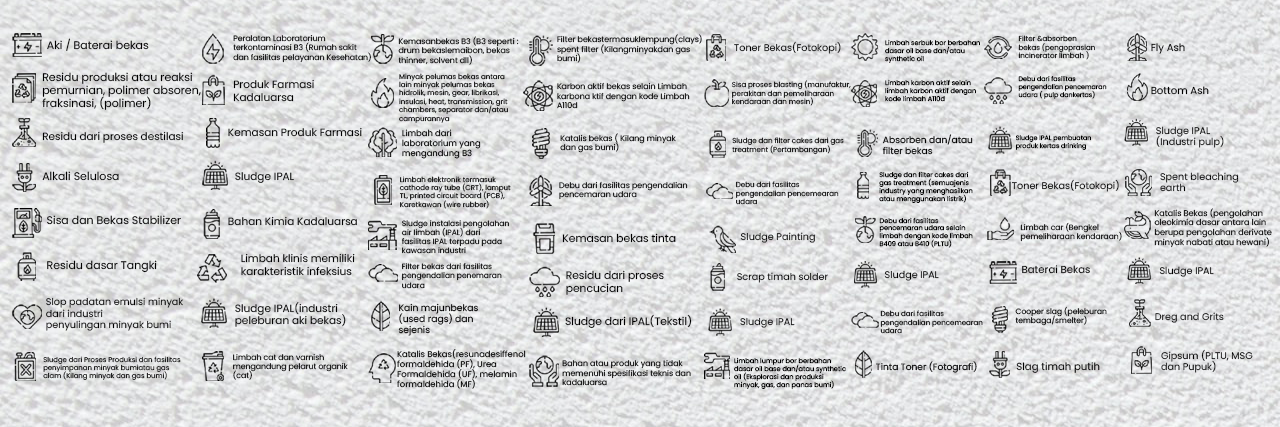 Aki / Baterai bekas
Residu produksi atau reaksi
pemurnian, polimer absoren,
fraksinasi, (polimer)
Residu dari proses destilasi
Alkali Selulosa
Sisa dan Bekas Stabilizer
Residu dasar Tangki
Slop padatan emulsi minyak
dari industri
penyulingan minyak bumi
Sludge dari Proses Produksi dan fasilitas
penyimpanan minyak bumiatau gas
alam (Kilang minyak dan gas bumi)
Peralatan Laboratorium
terkontaminasi B3 (Rumah sakit
dan fasilitas pelayanan Kesehatan)
Produk Farmasi
Kadaluarsa
Kemasan Produk Farmasi
Sludge IPAL
Bahan Kimia Kadaluarsa
Limbah klinis memiliki
karakteristik infeksius
Sludge IPAL(industri
peleburan aki bekas)
Limbah cat dan varnish
mengandung pelarut organik
(cat)
Kemasanbekas B3 (B3 seperti :
drum bekaslemaibon, bekas
thinner, solvent dll)
Minyak pelumas bekas antara
lain minyak pelumas bekas
hidrolik, mesin, gear, librikasi,
insulasi, heat, transmission, grit
chambers, separator dan/atau
campurannya
Limbah dari
laboratorium yang
mengandung B3
Limbah elektronik termasuk
cathode ray tube (CRT), lamput
TL printed circuit board (PCB),
Karetkawan (wire rubber)
Sludge instalasi pengolahan
air limbah (IPAL) dari
fasilitas IPAL terpadu pada
kawasan industri
Filter bekas dari fasilitas
pengendalian penemaran
udara
Kain majunbekas
(used rags) dan
sejenis
Katalis Bekas(resunadesiffenol
formaldehida (PF), Urea
Formaldehida (UF), melamin
formaldehida (MF)
Filter bekastermasuklempung(clays)
spent filter (Kilangminyakdan gas
bumi)
Karbon aktif bekas selain Limbah
karbona ktif dengan kode Limbah
A110d
Katalis bekas ( Kilang minyak
dan gas bumi)
Debu dari fasilitas pengendalian
pencemaran udara
Kemasan bekas tinta
Residu dari proses
pencucian
Sludge dari IPAL(Tekstil)
Bahan atau produk yang tidak
memenuhi spesifikasi teknis dan
kadaluarsa
Toner Bekas(Fotokopi)
Sisa proses blasting (manufaktur,
perakitan dan pemeliharaan
kendaraan dan mesin)
Sludge dan filter cakes dari gas
treatment (Pertambangan)
Debu dari fasilitas
pengendalian pencemearan
udara
Sludge Painting
Scrap timah solder
Sludge IPAL
Limbah lumpur bor berbahan
dasar oil base dan/atau synthetic
oil (Eksplorasi dan produksi
minyak, gas, dan panas bumi)
Limbah serbuk bor berbahan
dasar oil base dan/atau
synthetic oil
Limbah karbon aktif selain
limbah karbon aktif dengan
kode limbah A110d
Absorben dan/atau
filter bekas
Sludge dan filter cakes dari
gas treatment (semuajenis
industry yang menghasilkan
atau menggunakan listrik)
Debu dari fasilitas
pencemaran udara selain
limbah dengan kode limbah
B409 atau B410 (PLTU)
Sludge IPAL
Debu dari fasilitas
pengendalian pencemaaran
udara
Tinta Toner (Fotografi)
Filter &absorben
bekas (pengoprasian
incinerator limbah )
Debu dari fasilitas
pengendalian pencemaran
udara ( pulp dankertas)
Sludge IPAL pembuatan
produk kertas drinking
Toner Bekas(Fotokopi)
Limbah car (Bengkel
pemeliharaan kendaraan)
Baterai Bekas
Cooper slag (peleburan
tembaga/smelter)
Slag timah putih
Fly Ash
Bottom Ash
Sludge IPAL
(Industri pulp)
Spent bleaching
earth
Katalis Bekas (pengolahan
oleokimia dasar antara lain
berupa pengolahan derivate
minyak nabati atau hewani)
Sludge IPAL
Dreg and Grits
Gipsum (PLTU, MSG
dan Pupuk)